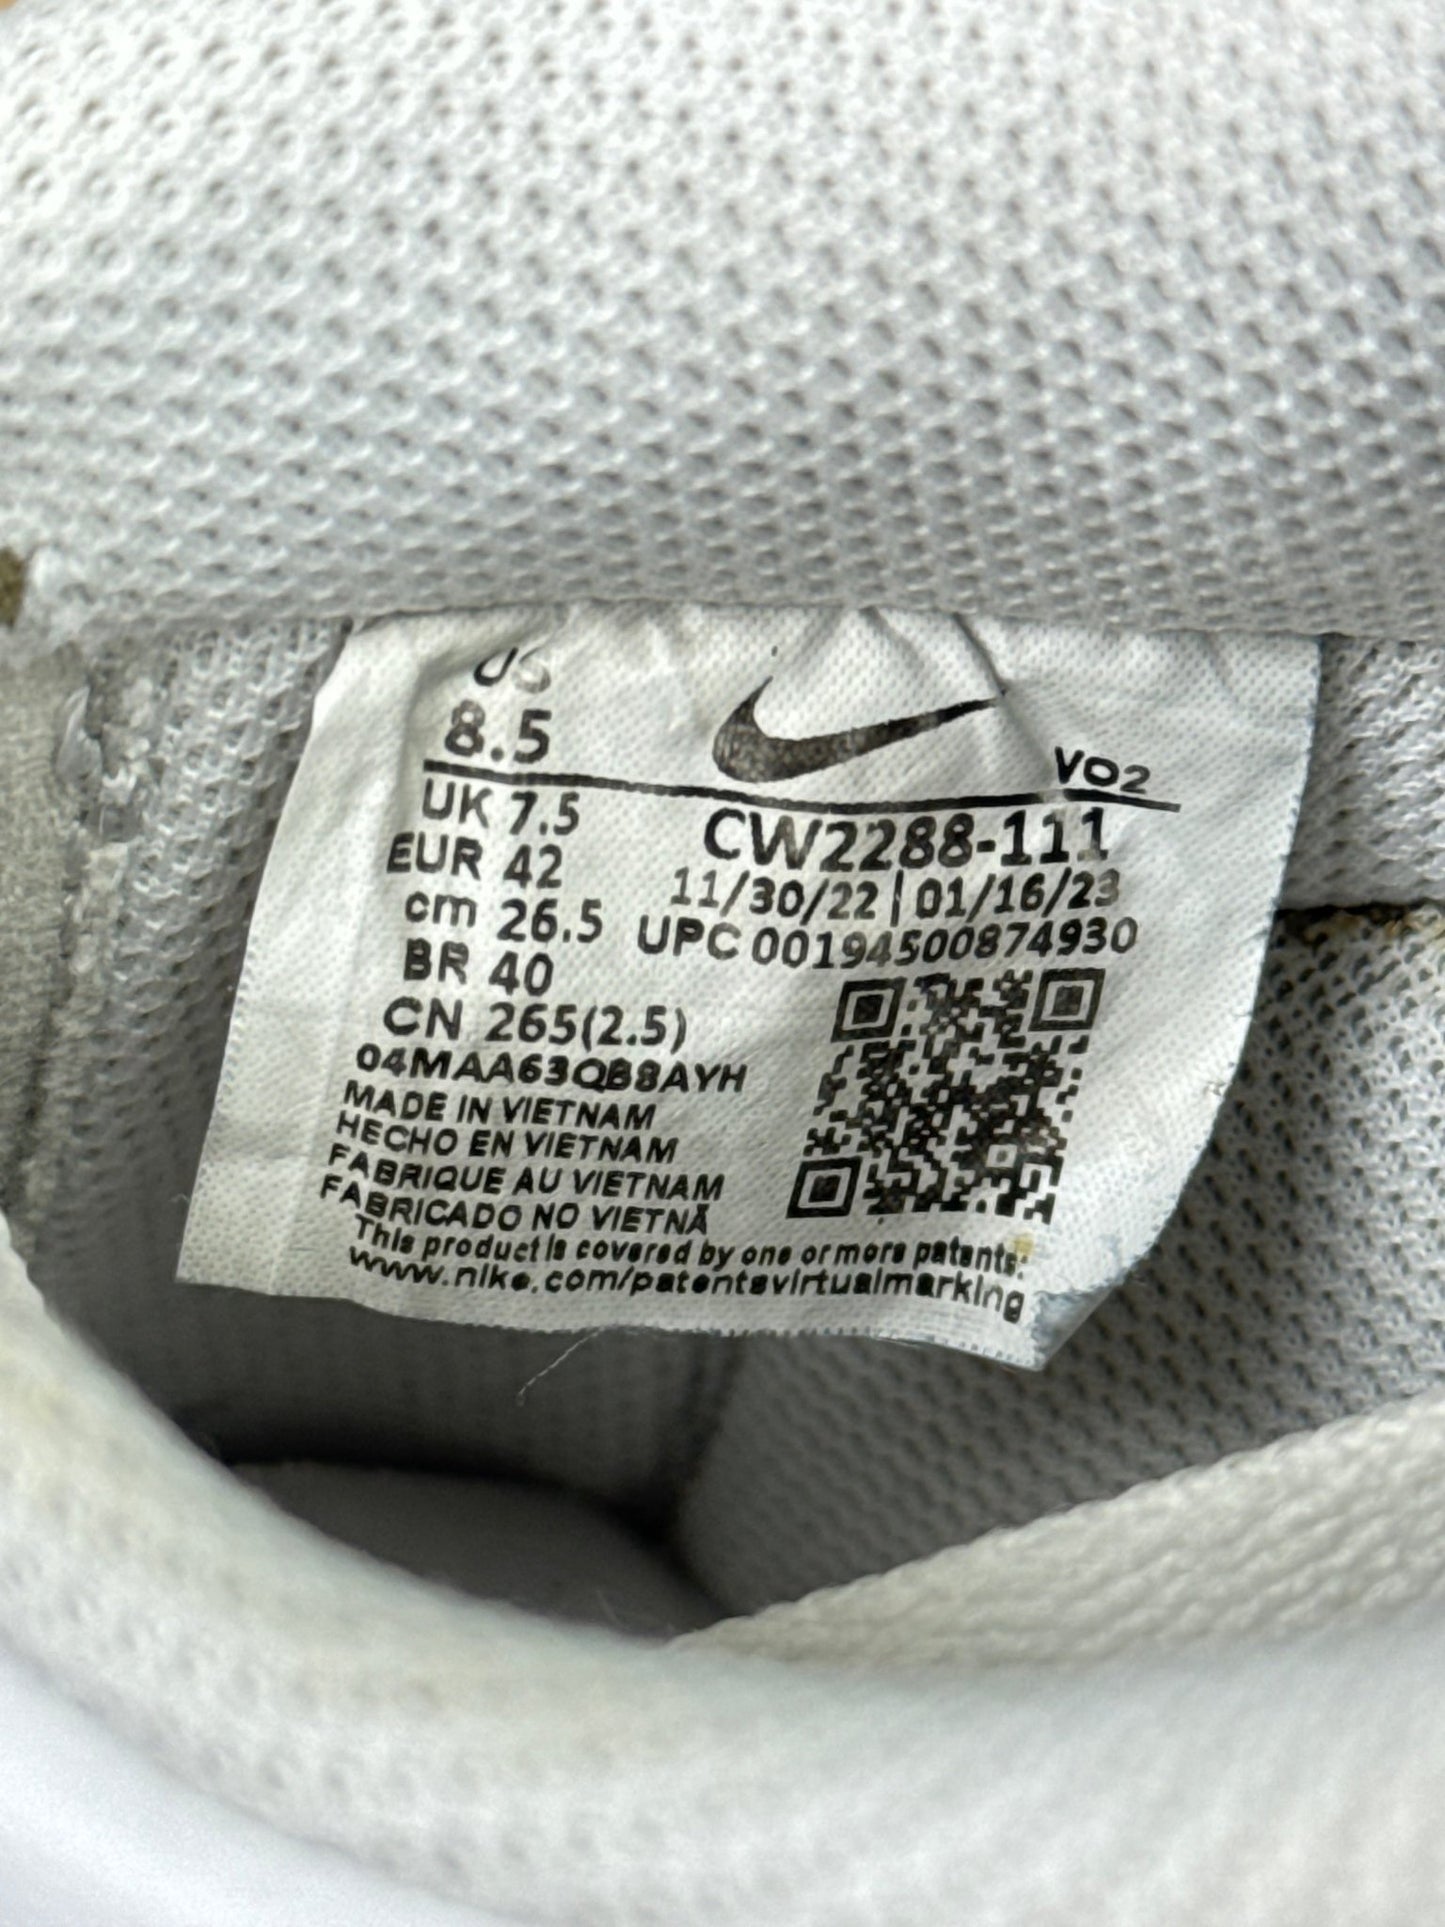 US
8.5
VO2
UK 7.5
EUR 42
cm 26.5
BR 40
CN 265(2.5)
CW2288-111
11/30/22 | 01/16/23
UPC 00194500874930
04MAA63QB8AYH
MADE IN VIETNAM
HECHO EN VIETNAM
FABRIQUE AU VIETNAM
FABRICADO NO VIETNÃ
This product is covered by one or more patents:
www.nike.com/patentsvirtualmarking